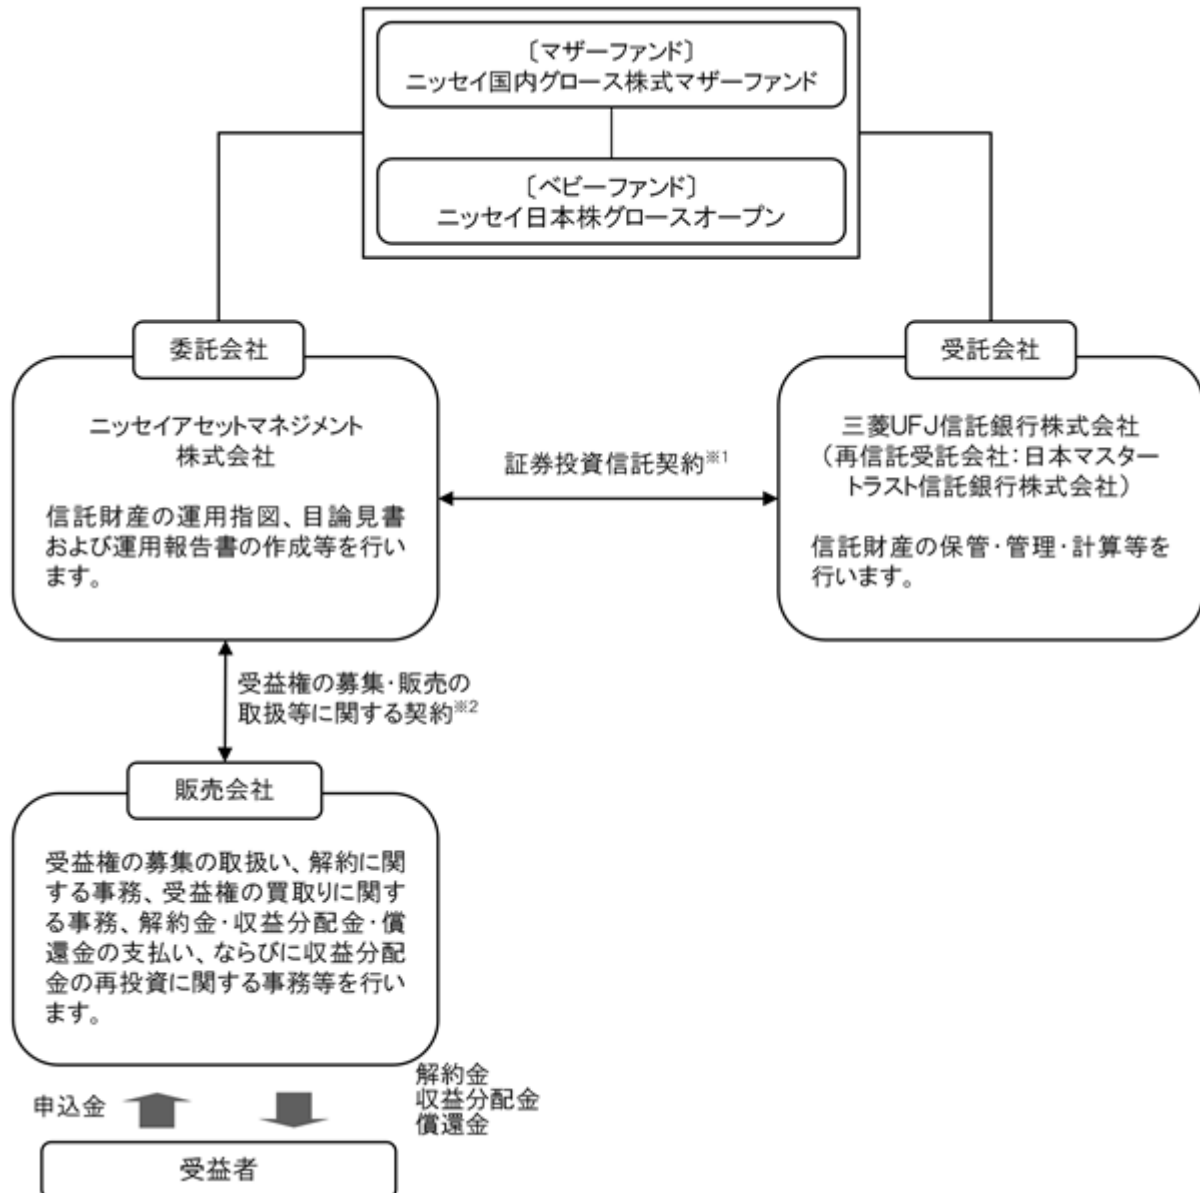 〔マザーファンド〕
ニッセイ国内グロース株式マザーファンド
〔ベビーファンド〕
ニッセイ日本株グロースオープン
委託会社
ニッセイアセットマネジメント
株式会社
信託財産の運用指図、目論見書
および運用報告書の作成等を行い
ます。
証券投資信託契約※1
受託会社
三菱UFJ信託銀行株式会社
（再信託受託会社：日本マスター
トラスト信託銀行株式会社）
信託財産の保管・管理・計算等を
行います。
受益権の募集・販売の
取扱等に関する契約※2
販売会社
受益権の募集の取扱い、解約に関
する事務、受益権の買取りに関す
る事務、解約金・収益分配金・償
還金の支払い、ならびに収益分配
金の再投資に関する事務等を行い
ます。
申込金
解約金
収益分配金
償還金
受益者